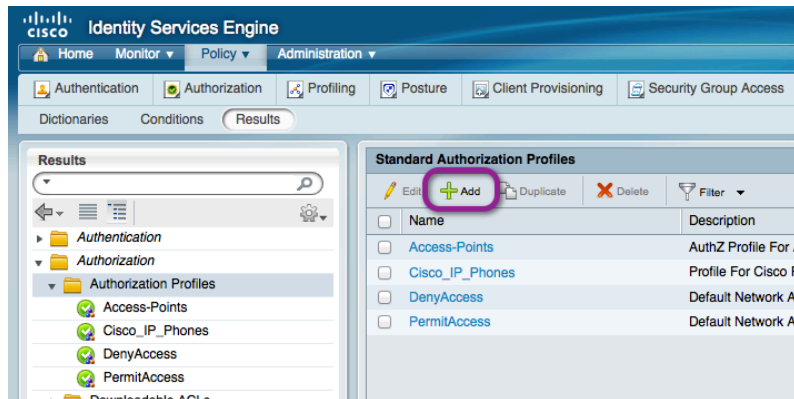 CISCO Identity Services Engine
Home Monitor Policy Administration
Authentication Authorization Profiling Posture Client Provisioning Security Group Access
Dictionaries Conditions Results
Results
Authentication
Authorization
Authorization Profiles
Access-Points
Cisco_IP_Phones
DenyAccess
PermitAccess
Standard Authorization Profiles
Edit Add Duplicate Delete Filter
Name Description
Access-Points AuthZ Profile For
Cisco_IP_Phones Profile For Cisco
DenyAccess Default Network A
PermitAccess Default Network A